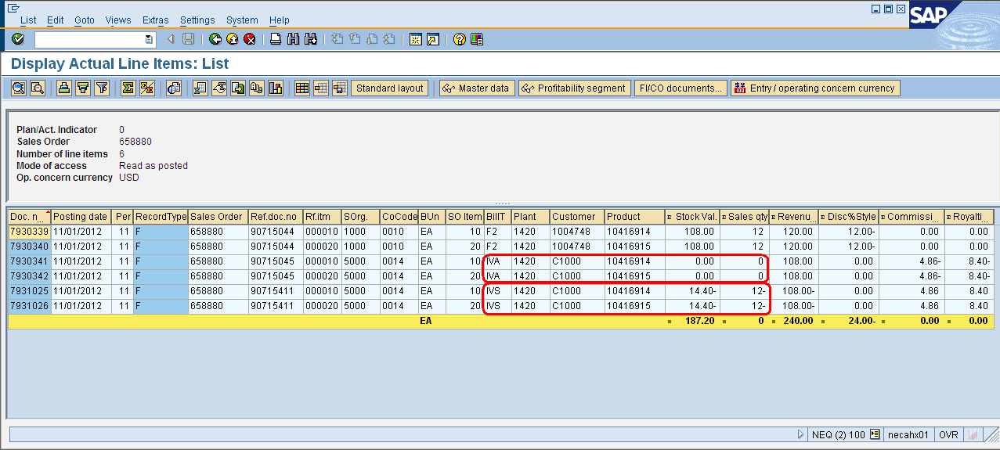 List Edit Goto Views Extras Settings System Help
SAP
Display Actual Line Items: List
Standard layout Master data Profitability segment FI/CO documents... Entry / operating concern currency
Plan/Act. Indicator 0
Sales Order 658880
Number of line items 6
Mode of access Read as posted
Op. concern currency USD
Doc. n... Posting date Per RecordType Sales Order Ref.doc.no Rf.itm SOrg. CoCode BUn SO Item BillT Plant Customer Product Σ Stock Val. Σ Sales qty Σ Revenu... Σ Disc%Style Σ Commissi... Σ Royalti...
7930339 11/01/2012 11 F 658880 90715044 000010 1000 0010 EA 10 F2 1420 1004748 10416914 108.00 12 120.00 12.00- 0.00 0.00
7930340 11/01/2012 11 F 658880 90715044 000020 1000 0010 EA 20 F2 1420 1004748 10416915 108.00 12 120.00 12.00- 0.00 0.00
7930341 11/01/2012 11 F 658880 90715045 000010 5000 0014 EA 10 IVA 1420 C1000 10416914 0.00 0 108.00 0.00 4.86- 8.40-
7930342 11/01/2012 11 F 658880 90715045 000020 5000 0014 EA 20 IVA 1420 C1000 10416915 0.00 0 108.00 0.00 4.86- 8.40-
7931025 11/01/2012 11 F 658880 90715411 000010 5000 0014 EA 10 IVS 1420 C1000 10416914 14.40- 12- 108.00- 0.00 4.86 8.40
7931026 11/01/2012 11 F 658880 90715411 000020 5000 0014 EA 20 IVS 1420 C1000 10416915 14.40- 12- 108.00- 0.00 4.86 8.40
EA 187.20 0 240.00 24.00- 0.00 0.00
NEQ (2) 100 necahx01 OVR